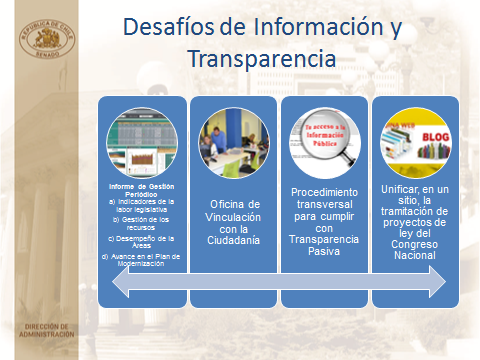 REPUBLICA DE CHILE
SENADO
Desafíos de Información y
Transparencia
Informe de Gestión
Periódico
a) Indicadores de la
labor legislativa
b) Gestión de los
recursos
c) Desempeño de la
Áreas
d) Avance en el Plan de
Modernización
Oficina de
Vinculación
con la
Ciudadanía
Tu acceso a la
Información
Pública
Procedimiento
transversal
para cumplir
con
Transparencia
Pasiva
WEB
BLOG
Unificar, en un
sitio, la
tramitación de
proyectos de
ley del
Congreso
Nacional
DIRECCIÓN DE
ADMINISTRACIÓN